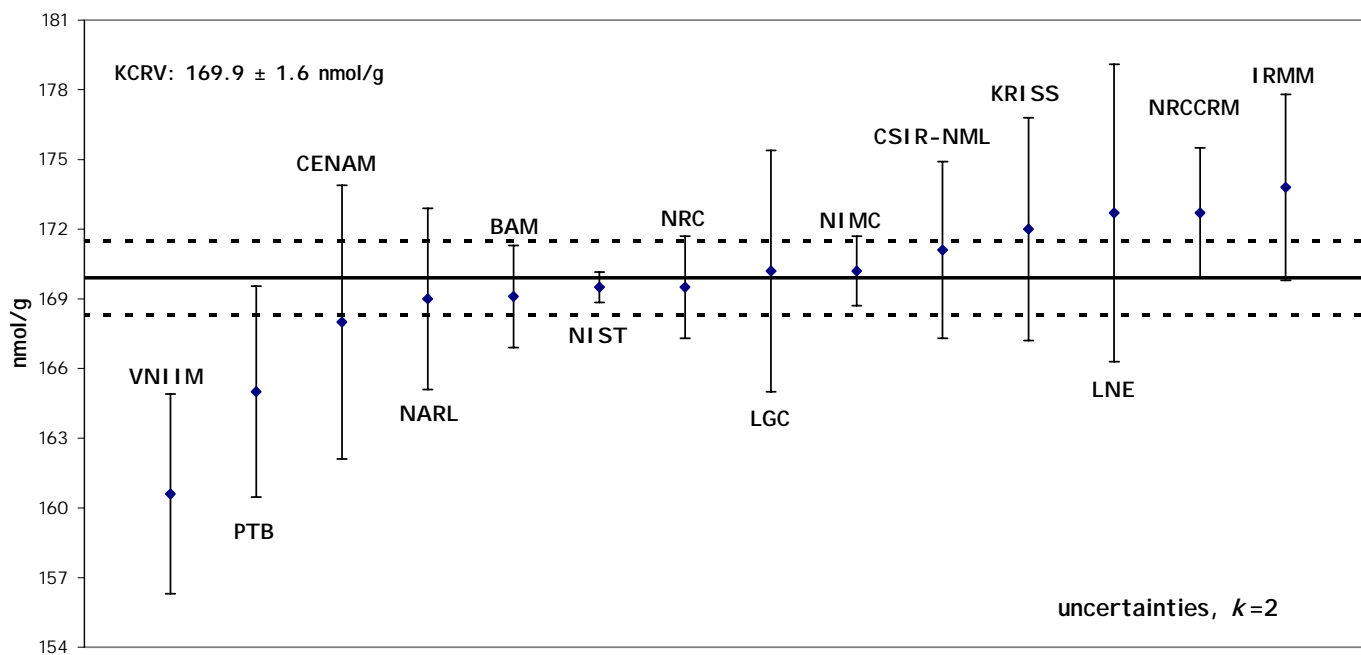 181
178
175
172
169
166
163
160
157
154
nmol/g
KCRV: 169.9 ± 1.6 nmol/g
VNIIM
PTB
CENAM
NARL
BAM
NIST
NRC
LGC
NIMC
CSIR-NML
KRISS
LNE
NRCCRM
IRMM
uncertainties, k=2